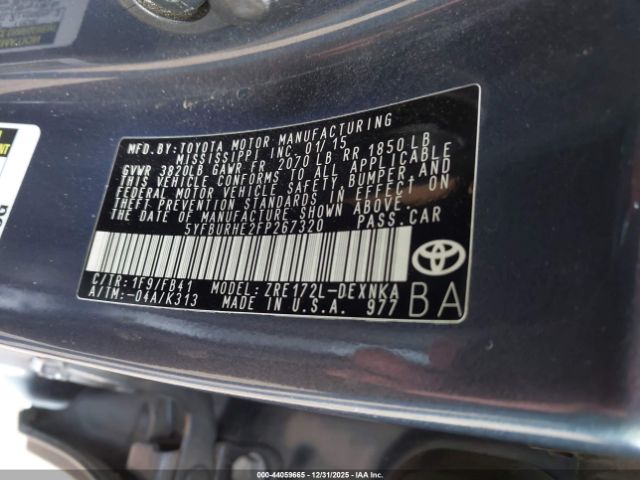 MFD.BY:TOYOTA MOTOR MANUFACTURING
MISSISSIPPI INC. 01/15
GVWR 3820LB GAWR FR 2070 LB RR 1850 LB
THIS VEHICLE CONFORMS TO ALL APPLICABLE
FEDERAL MOTOR VEHICLE SAFETY BUMPER,AND
THEFT PREVENTION STANDARDS IN EFFECT ON
THE DATE OF MANUFACTURE SHOWN ABOVE.
5YFBURHE2FP267320 PASS.CAR
C/TR: 1F9/FB41 MODEL: ZRE172L-DEXNKA
A/TM:-04A/K313 MADE IN U.S.A. 977
BA
TOYOTA
000-44059665 - 12/31/2025 - IAAI.COM